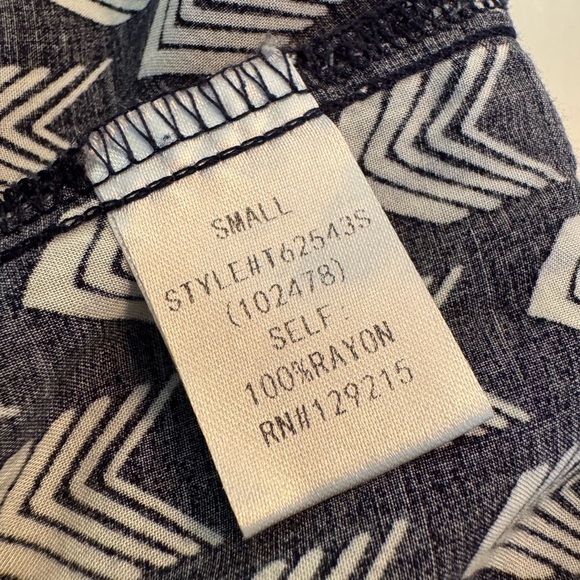 SMALL
STYLE#T62543S
(102478)
SELF:
100%RAYON
RN#129215